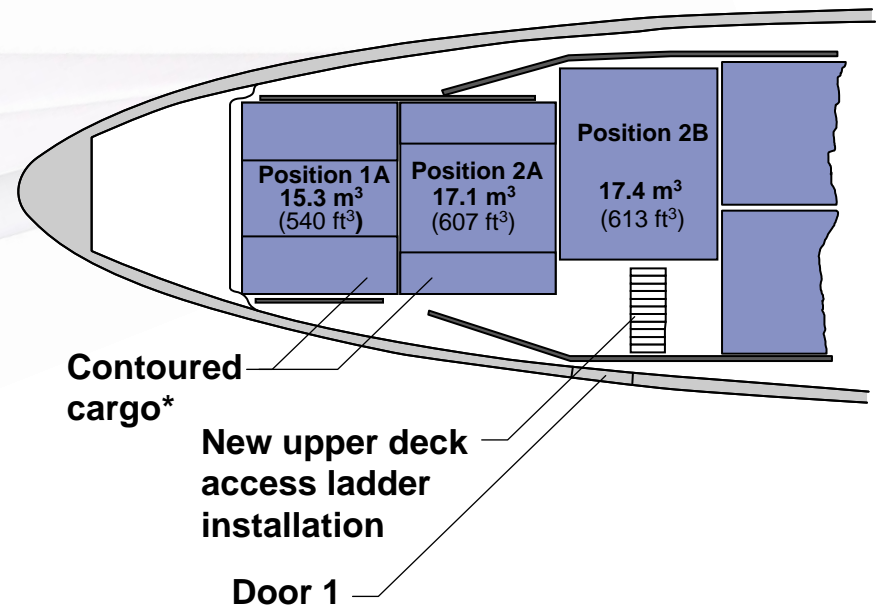 Position 1A
15.3 m³
(540 ft³)
Position 2A
17.1 m³
(607 ft³)
Position 2B
17.4 m³
(613 ft³)
Contoured
cargo*
New upper deck
access ladder
installation
Door 1